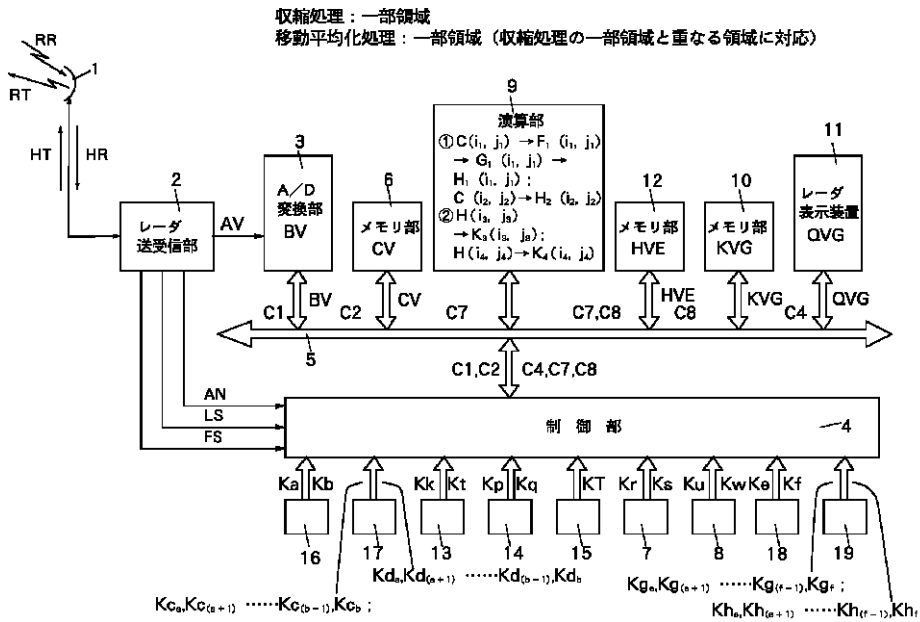 収縮処理：一部領域
移動平均化処理：一部領域（収縮処理の一部領域と重なる領域に対応）
RR
1
RT
HT
HR
2
レーダ
送受信部
AV
3
A／D
変換部
BV
6
メモリ部
CV
9
演算部
①C(i₁, j₁) →F₁ (i₁, j₁)
→ G₁ (i₁, j₁) →
H₁ (i₁, j₁) ;
C (i₂, j₂)→H₂ (i₂, j₂)
②H(i₃, j₃)
→K₃(i₃, j₃);
H(i₄, j₄)→K₄(i₄, j₄)
12
メモリ部
HVE
10
メモリ部
KVG
11
レーダ
表示装置
QVG
C1 BV
C2 CV
C7
C7,C8
HVE
C8
KVG
C4
QVG
5
C1,C2 C4,C7,C8
AN
LS
FS
制 御 部
4
Ka Kb
Kk Kt
Kp Kq
KT
Kr Ks
Ku Kw
Ke Kf
16 17 13 14 15 7 8 18 19
Kdₐ,Kd₍ₐ₊₁₎ ······Kd₍b₋₁₎,Kdb
Kcₐ,Kc₍ₐ₊₁₎ ······Kc₍b₋₁₎,Kcb ;
Kgₑ,Kg₍ₑ₊₁₎ ······Kg₍f₋₁₎,Kgf ;
Khₑ,Kh₍ₑ₊₁₎ ······Kh₍f₋₁₎,Khf